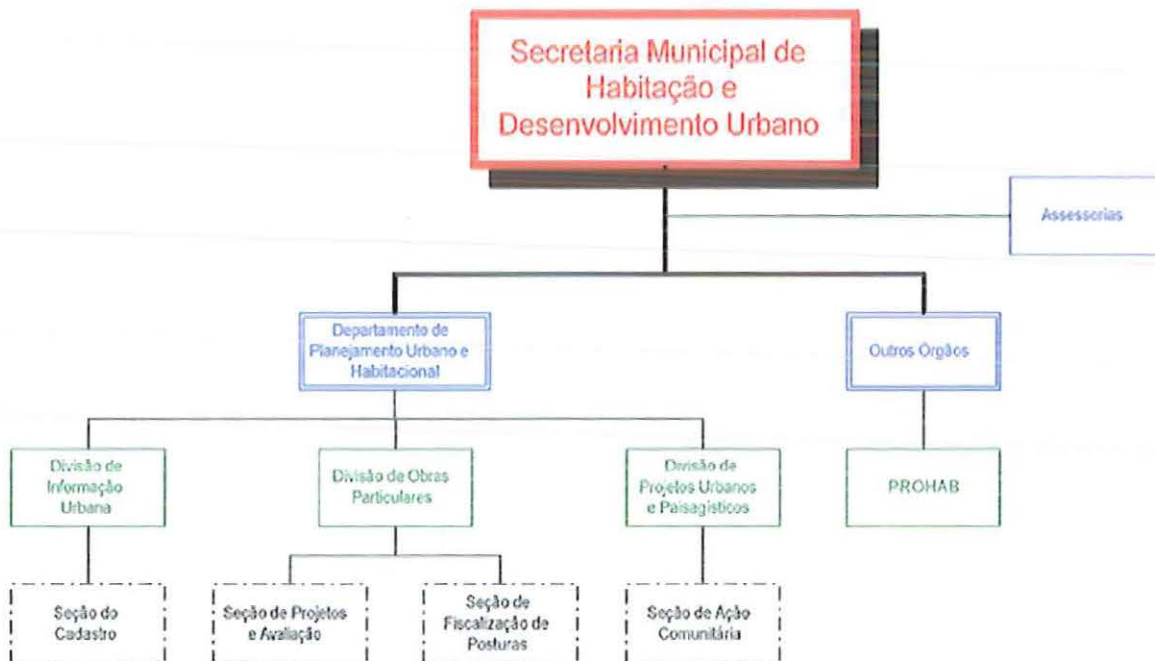 Secretaria Municipal de
Habitação e
Desenvolvimento Urbano
Assessorias
Departamento de
Planejamento Urbano e
Habitacional
Outros Orgãos
Divisão de
Informação
Urbana
Divisão de Obras
Particulares
Divisão de
Projetos Urbanos
e Paisagísticos
PROHAB
Seção do
Cadastro
Seção de Projetos
e Avaliação
Seção de
Fiscalização de
Posturas
Seção de Ação
Comunitária